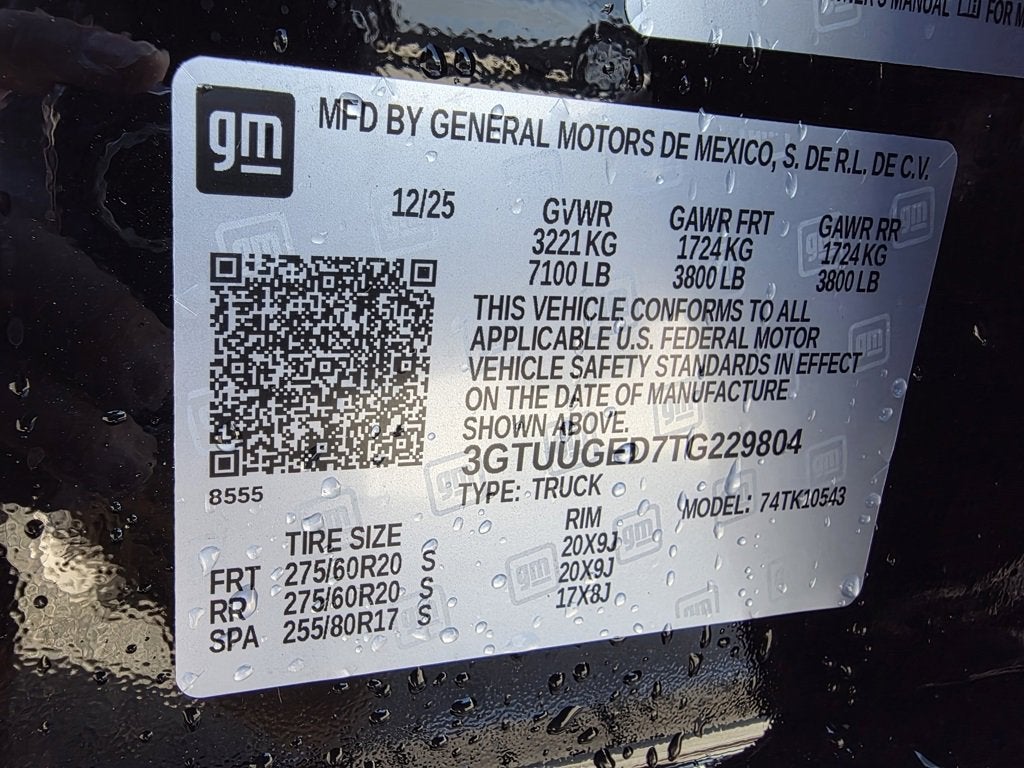 MANUAL FOR
gm MFD BY GENERAL MOTORS DE MEXICO, S. DE R.L. DE C.V.
12/25 GVWR GAWR FRT GAWR RR
3221 KG 1724 KG 1724 KG
7100 LB 3800 LB 3800 LB
THIS VEHICLE CONFORMS TO ALL
APPLICABLE U.S. FEDERAL MOTOR
VEHICLE SAFETY STANDARDS IN EFFECT
ON THE DATE OF MANUFACTURE
SHOWN ABOVE.
3GTUUGED7TG229804
8555 TYPE: TRUCK MODEL: 74TK10543
TIRE SIZE RIM
FRT 275/60R20 S 20X9J
RR 275/60R20 S 20X9J
SPA 255/80R17 S 17X8J